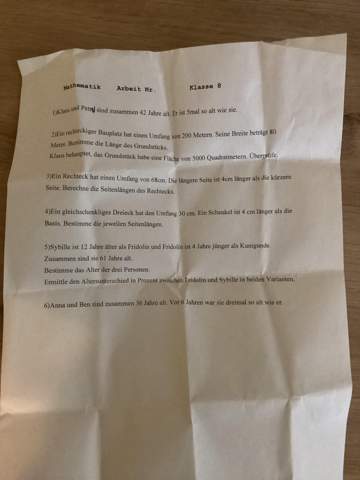 Mathematik Arbeit Nr. Klasse 8
1)Klaus und Petra sind zusammen 42 Jahre alt. Er ist 5mal so alt wie sie.
2)Ein rechteckiger Bauplatz hat einen Umfang von 200 Metern. Seine Breite beträgt 80
Meter. Bestimme die Länge des Grundstücks.
Klaus behauptet, das Grundstück habe eine Fläche von 5000 Quadratmetern. Überprüfe.
3)Ein Rechteck hat einen Umfang von 68cm. Die längere Seite ist 4cm länger als die kürzere
Seite. Berechne die Seitenlängen des Rechtecks.
4)Ein gleichschenkliges Dreieck hat den Umfang 30 cm. Ein Schenkel ist 4 cm länger als die
Basis. Bestimme die jeweilen Seitenlängen.
5)Sybille ist 12 Jahre älter als Fridolin und Fridolin ist 4 Jahre jünger als Kunigunde.
Zusammen sind sie 61 Jahre alt.
Bestimme das Alter der drei Personen.
Ermittle den Altersunterschied in Prozent zwischen Fridolin und Sybille in beiden Varianten.
6)Anna und Ben sind zusammen 36 Jahre alt. Vor 6 Jahren war sie dreimal so alt wie er.